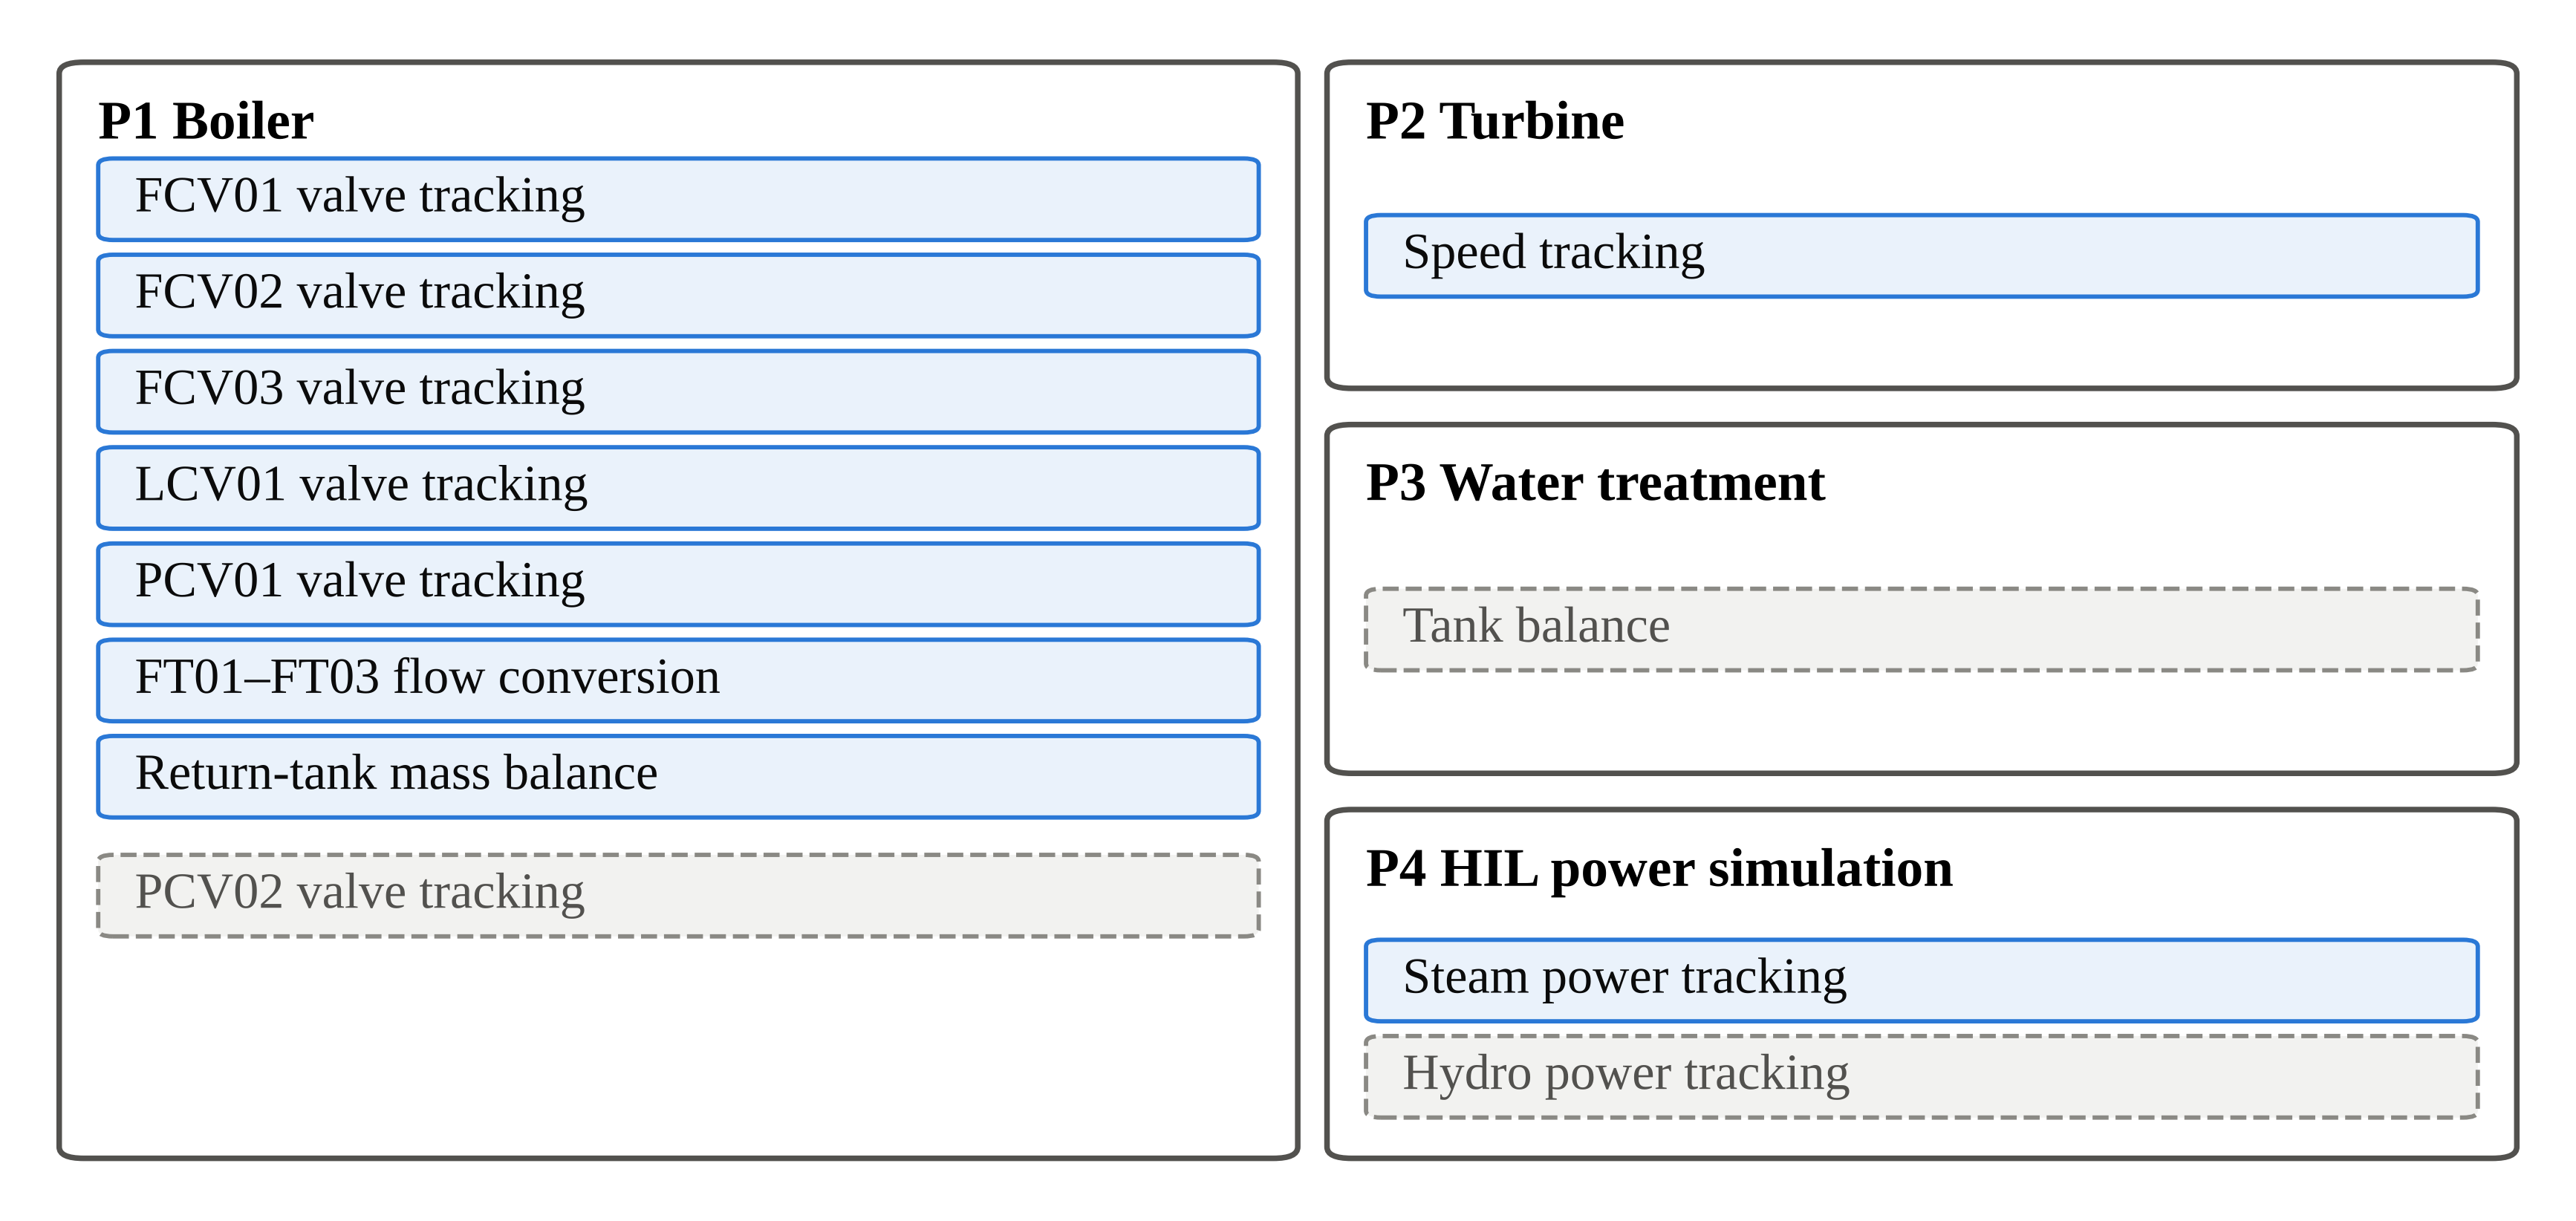 P1 Boiler
FCV01 valve tracking
FCV02 valve tracking
FCV03 valve tracking
LCV01 valve tracking
PCV01 valve tracking
FT01–FT03 flow conversion
Return-tank mass balance
PCV02 valve tracking
P2 Turbine
Speed tracking
P3 Water treatment
Tank balance
P4 HIL power simulation
Steam power tracking
Hydro power tracking